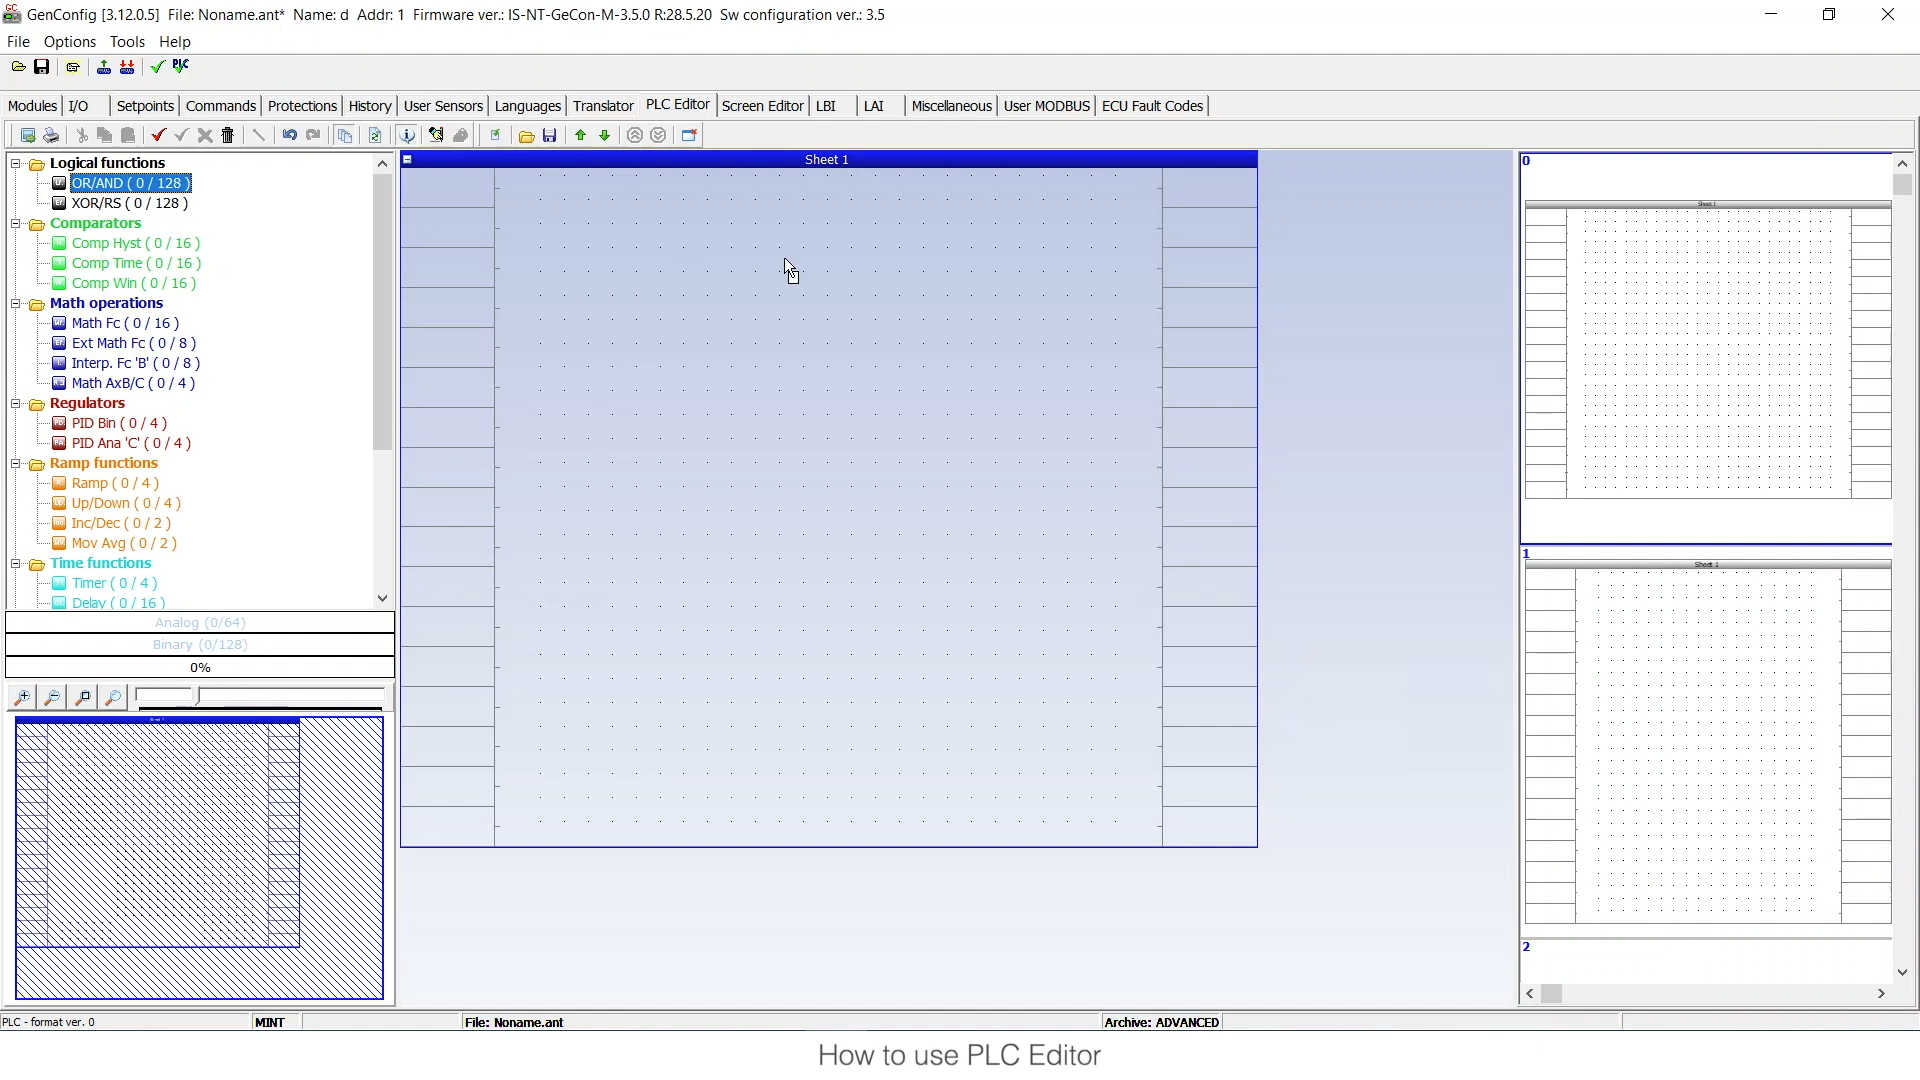 GenConfig [3.12.0.5] File: Noname.ant* Name: d Addr: 1 Firmware ver.: IS-NT-GeCon-M-3.5.0 R:28.5.20 Sw configuration ver.: 3.5
File Options Tools Help
PLC
Modules I/O Setpoints Commands Protections History User Sensors Languages Translator PLC Editor Screen Editor LBI LAI Miscellaneous User MODBUS ECU Fault Codes
Logical functions
OR/AND ( 0 / 128 )
XOR/RS ( 0 / 128 )
Comparators
Comp Hyst ( 0 / 16 )
Comp Time ( 0 / 16 )
Comp Win ( 0 / 16 )
Math operations
Math Fc ( 0 / 16 )
Ext Math Fc ( 0 / 8 )
Interp. Fc 'B' ( 0 / 8 )
Math AxB/C ( 0 / 4 )
Regulators
PID Bin ( 0 / 4 )
PID Ana 'C' ( 0 / 4 )
Ramp functions
Ramp ( 0 / 4 )
Up/Down ( 0 / 4 )
Inc/Dec ( 0 / 2 )
Mov Avg ( 0 / 2 )
Time functions
Timer ( 0 / 4 )
Delay ( 0 / 16 )
Analog (0/64)
Binary (0/128)
0%
Sheet 1
0
Sheet 1
1
Sheet 1
2
PLC - format ver. 0 MINT File: Noname.ant Archive: ADVANCED
How to use PLC Editor